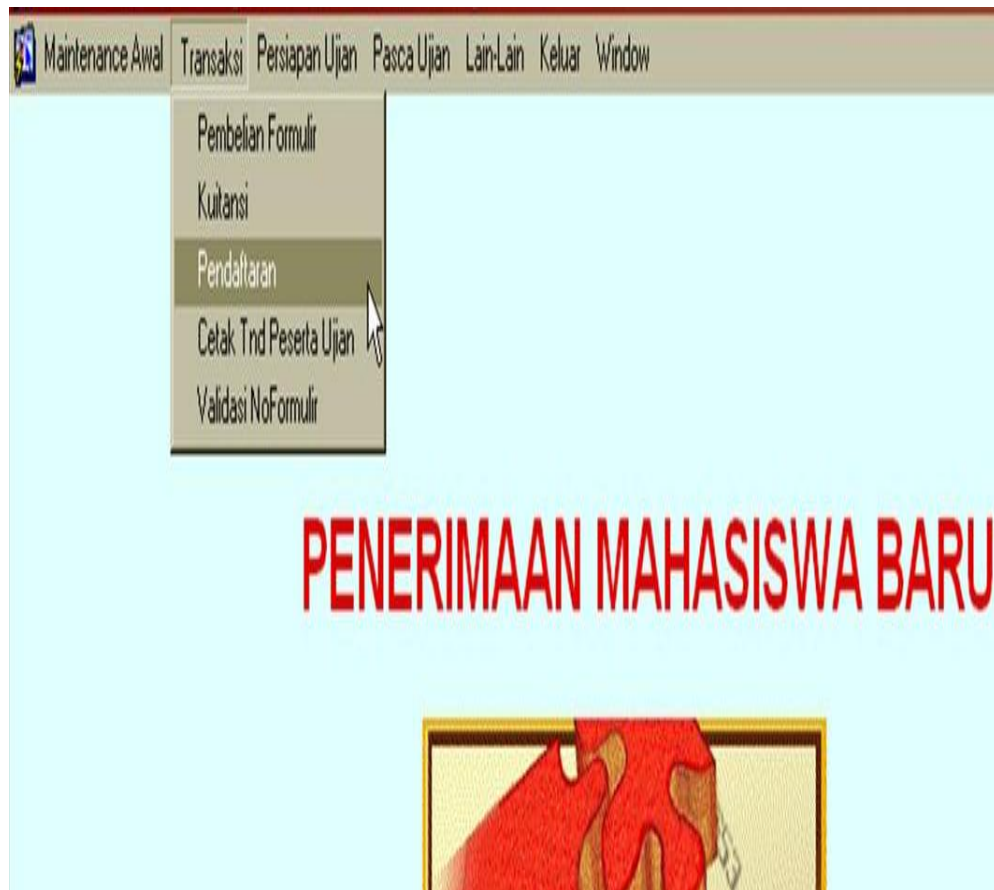 Maintenance Awal Transaksi Persiapan Ujian Pasca Ujian Lain-Lain Keluar Window
Pembelian Formulir
Kuitansi
Pendaftaran
Cetak Tnd Peserta Ujian
Validasi NoFormulir
PENERIMAAN MAHASISWA BARU